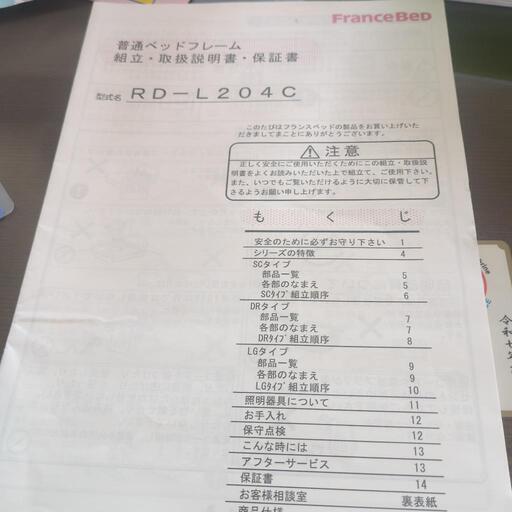 FRANCEBED
普通ベッドフレーム
組立・取扱説明書・保証書
型式名 RD－L204C
このたびはフランスベッドの製品をお買い上げいた
だきましてまことにありがとうございます。
注意
正しく安全にご使用いただくためにこの組立・取扱説
明書をよくお読みいただいた上で組立て、ご使用下さい。
また、いつでもご覧いただけるように大切に保管して下
さるようお願い申し上げます。
もくじ
安全のために必ずお守り下さい 1
シリーズの特徴 4
SCタイプ
部品一覧 5
各部のなまえ 5
SCﾀｲﾌﾟ組立順序 6
DRタイプ
部品一覧 7
各部のなまえ 7
DRﾀｲﾌﾟ組立順序 8
LGタイプ
部品一覧 9
各部のなまえ 9
LGﾀｲﾌﾟ組立順序 10
照明器具について 11
お手入れ 12
保守点検 12
こんな時には 13
アフターサービス 13
保証書 14
お客様相談室 裏表紙
商品仕様